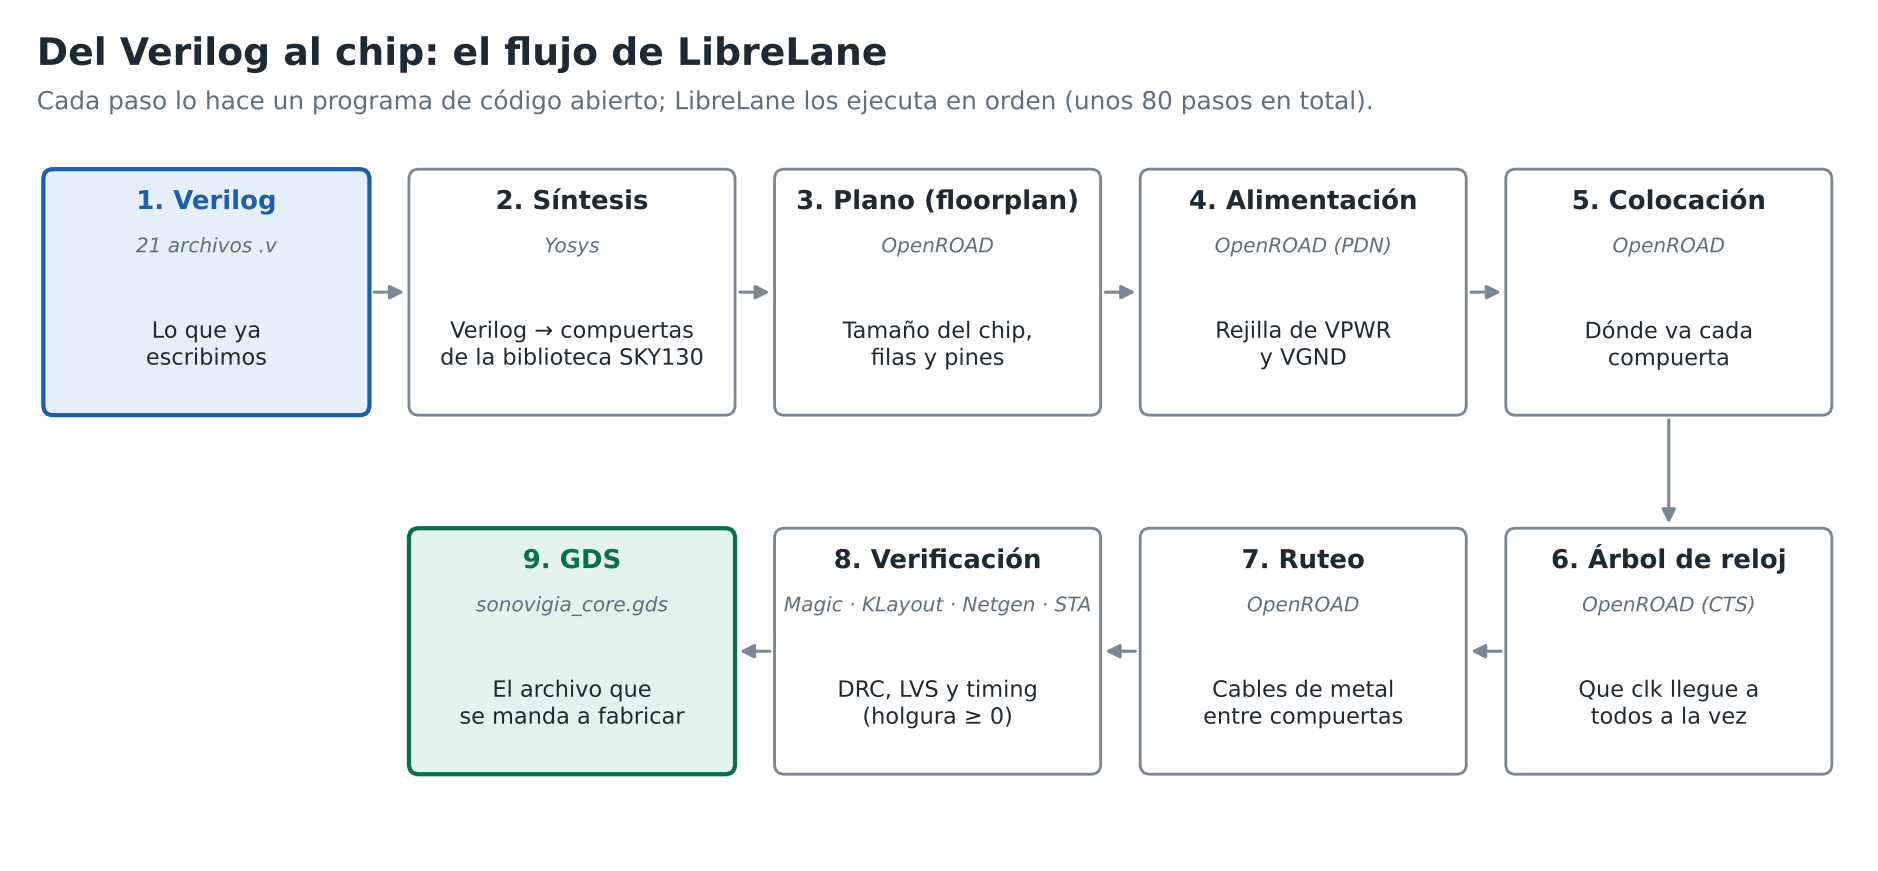 Del Verilog al chip: el flujo de LibreLane
Cada paso lo hace un programa de código abierto; LibreLane los ejecuta en orden (unos 80 pasos en total).
1. Verilog
21 archivos .v
Lo que ya
escribimos
2. Síntesis
Yosys
Verilog → compuertas
de la biblioteca SKY130
3. Plano (floorplan)
OpenROAD
Tamaño del chip,
filas y pines
4. Alimentación
OpenROAD (PDN)
Rejilla de VPWR
y VGND
5. Colocación
OpenROAD
Dónde va cada
compuerta
6. Árbol de reloj
OpenROAD (CTS)
Que clk llegue a
todos a la vez
7. Ruteo
OpenROAD
Cables de metal
entre compuertas
8. Verificación
Magic · KLayout · Netgen · STA
DRC, LVS y timing
(holgura ≥ 0)
9. GDS
sonovigia_core.gds
El archivo que
se manda a fabricar